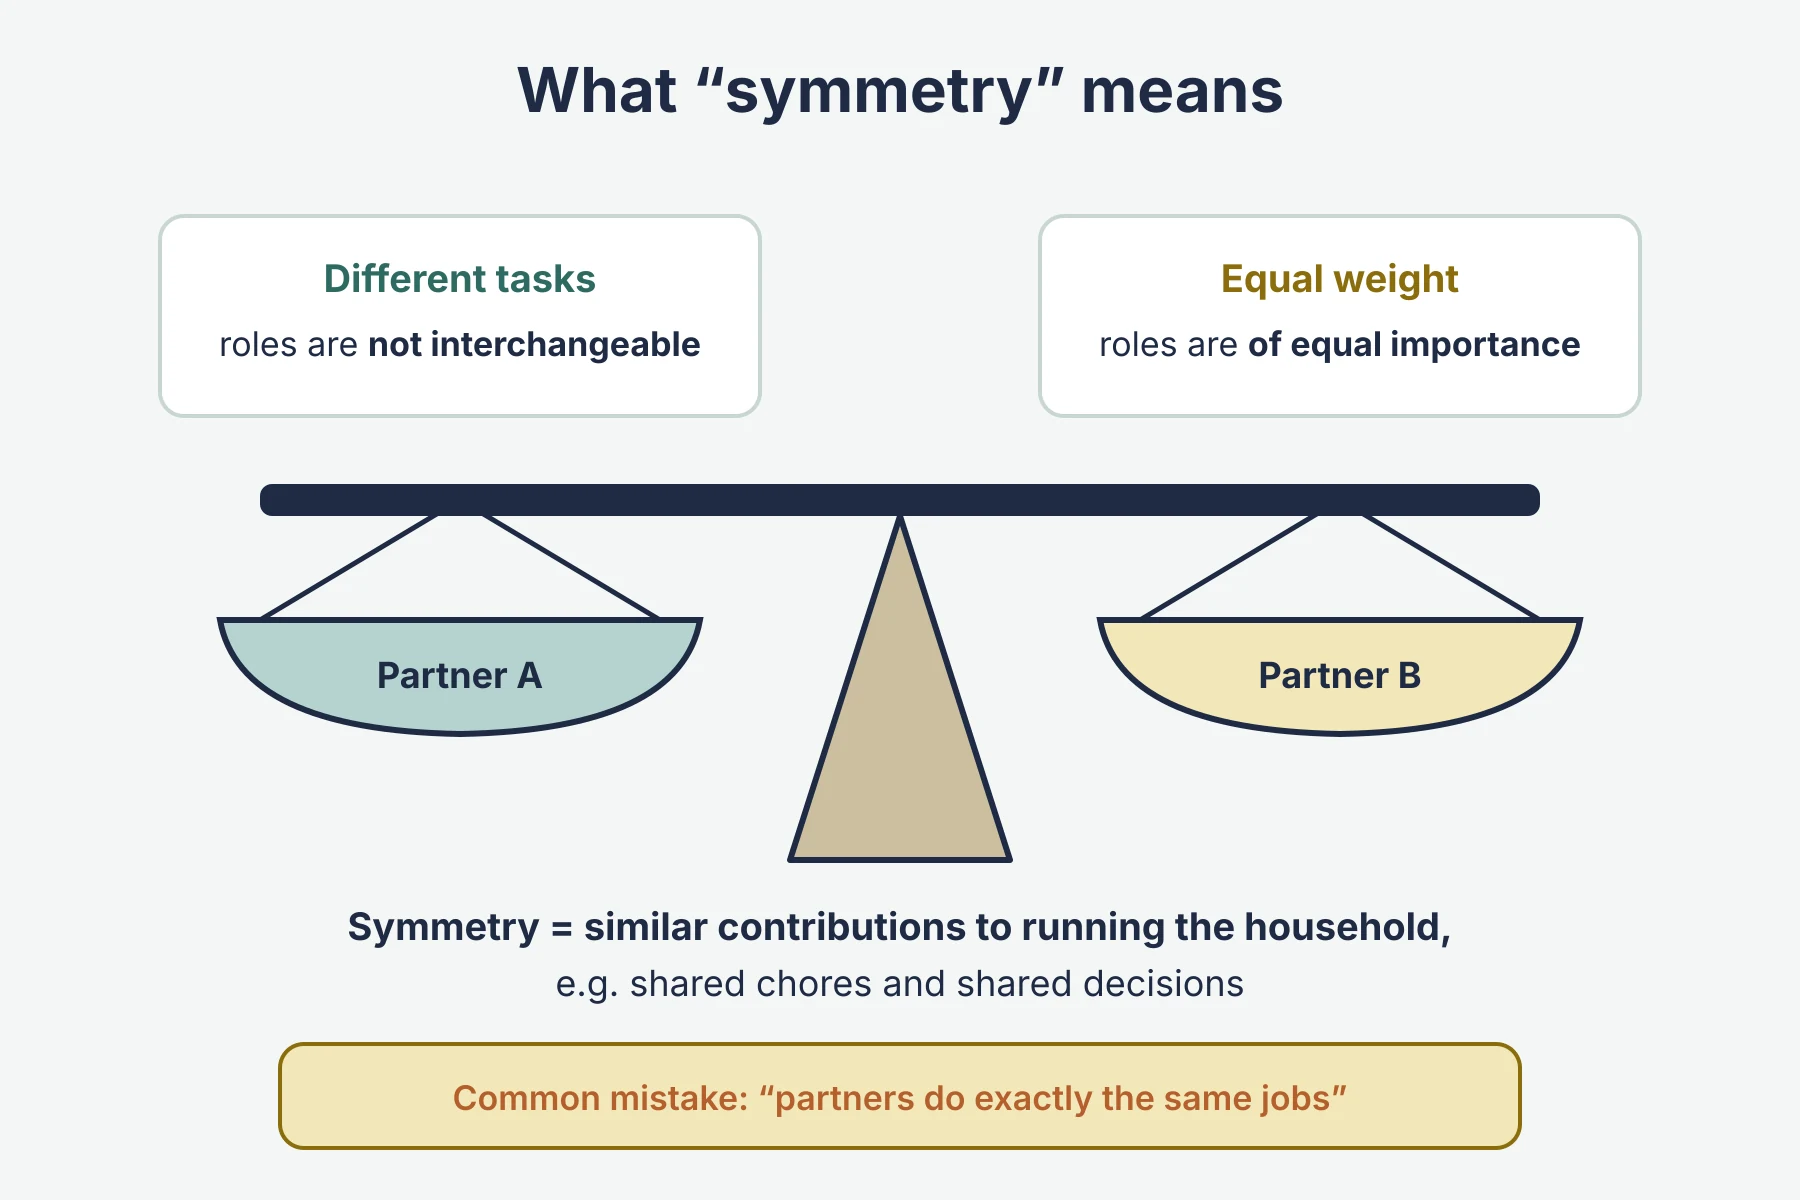 What “symmetry” means
Different tasks
roles are not interchangeable
Equal weight
roles are of equal importance
Partner A
Partner B
Symmetry = similar contributions to running the household,
e.g. shared chores and shared decisions
Common mistake: “partners do exactly the same jobs”